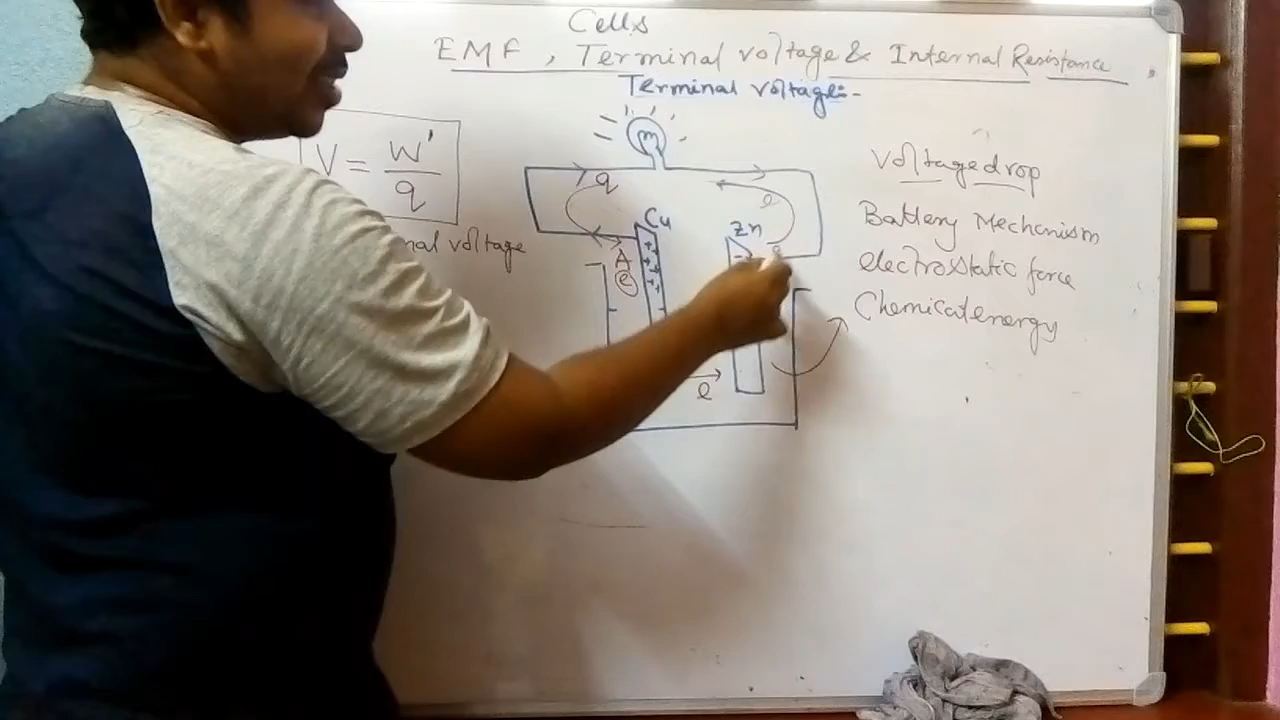 Cells
EMF, Terminal voltage & Internal Resistance
Terminal voltage:-
V = W' / q
nal voltage
q
e
Cu
Zn
A
e
e
Voltage drop
Battery Mechanism
electrostatic force
Chemical energy